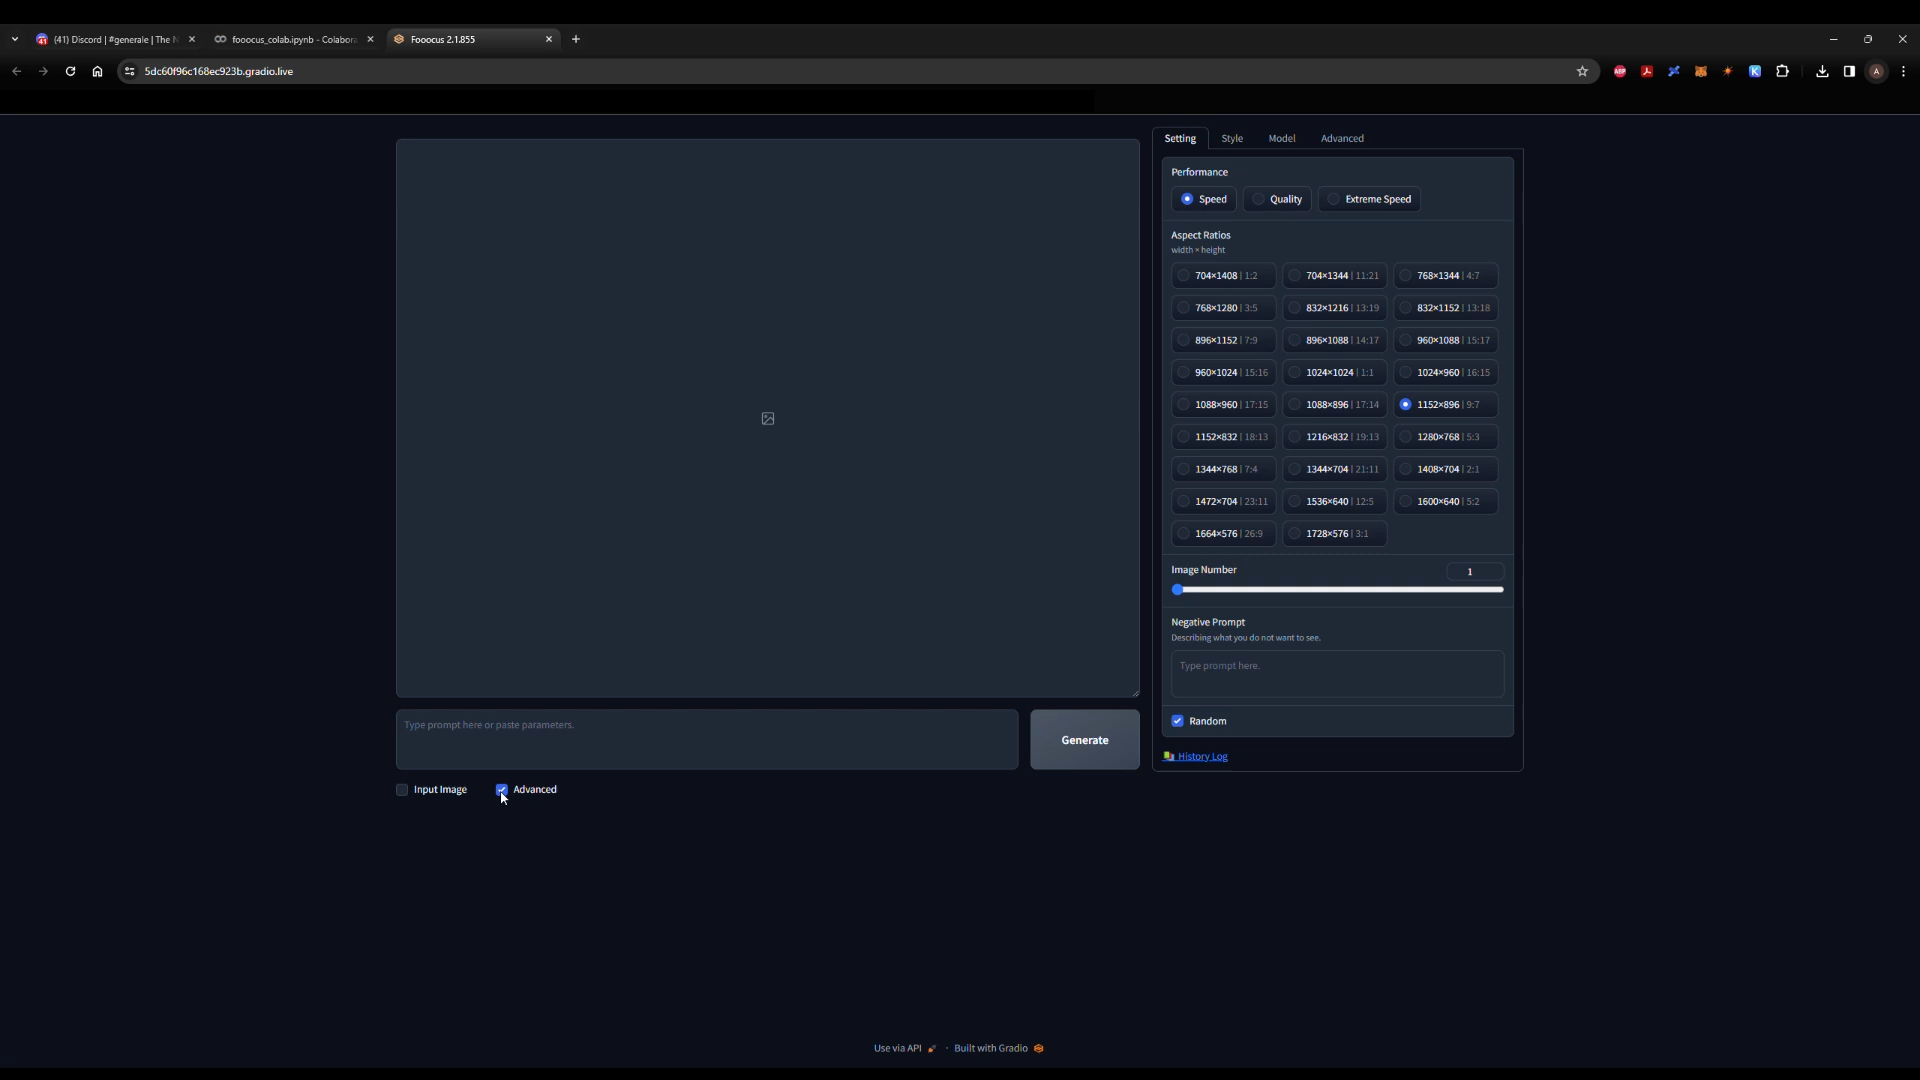 (41) Discord | #generale | The N
fooocus_colab.ipynb - Colabora
Fooocus 2.1.855
5dc60f96c168ec923b.gradio.live
ABP
K
A
Setting Style Model Advanced
Performance
Speed Quality Extreme Speed
Aspect Ratios
width × height
704×1408 | 1:2 704×1344 | 11:21 768×1344 | 4:7
768×1280 | 3:5 832×1216 | 13:19 832×1152 | 13:18
896×1152 | 7:9 896×1088 | 14:17 960×1088 | 15:17
960×1024 | 15:16 1024×1024 | 1:1 1024×960 | 16:15
1088×960 | 17:15 1088×896 | 17:14 1152×896 | 9:7
1152×832 | 18:13 1216×832 | 19:13 1280×768 | 5:3
1344×768 | 7:4 1344×704 | 21:11 1408×704 | 2:1
1472×704 | 23:11 1536×640 | 12:5 1600×640 | 5:2
1664×576 | 26:9 1728×576 | 3:1
Image Number 1
Negative Prompt
Describing what you do not want to see.
Type prompt here.
Random
History Log
Type prompt here or paste parameters.
Generate
Input Image Advanced
Use via API · Built with Gradio